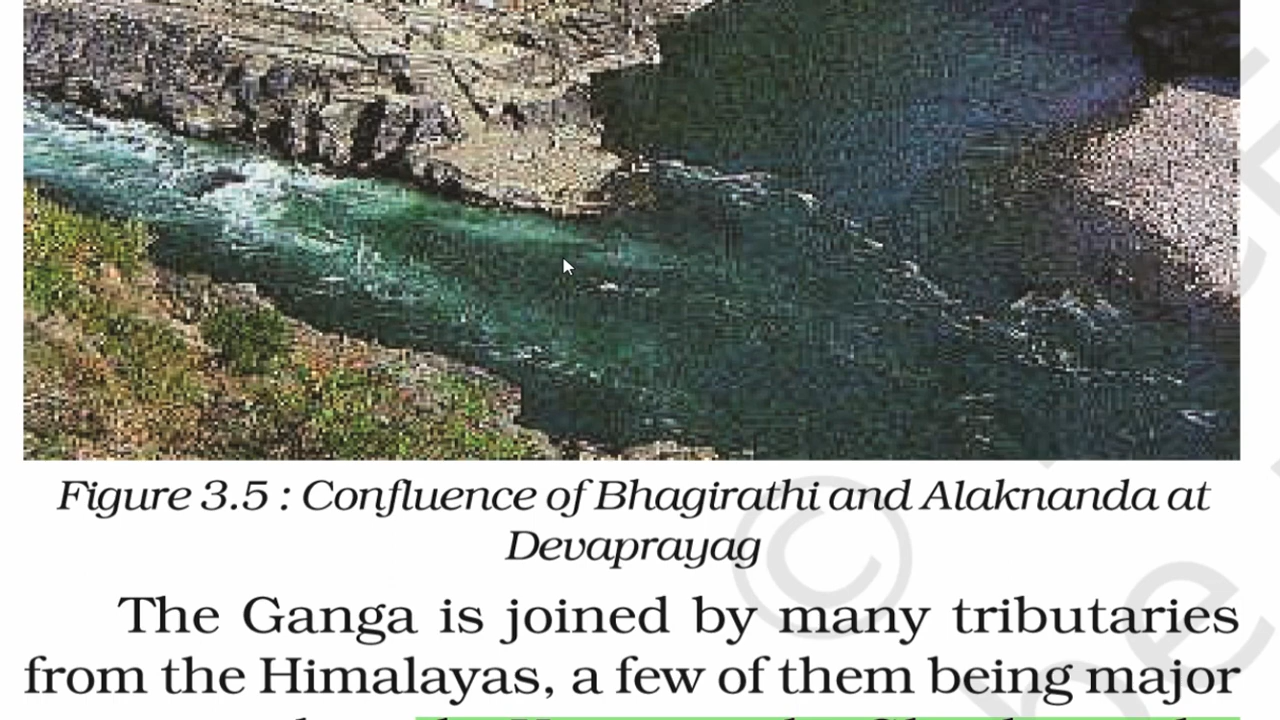 Figure 3.5 : Confluence of Bhagirathi and Alaknanda at
Devaprayag
The Ganga is joined by many tributaries
from the Himalayas, a few of them being major